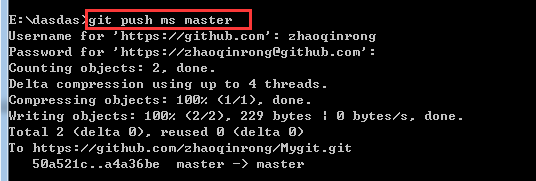 E:\dasdas>git push ms master
Username for 'https://github.com': zhaoqinrong
Password for 'https://zhaoqinrong@github.com':
Counting objects: 2, done.
Delta compression using up to 4 threads.
Compressing objects: 100% (1/1), done.
Writing objects: 100% (2/2), 229 bytes | 0 bytes/s, done.
Total 2 (delta 0), reused 0 (delta 0)
To https://github.com/zhaoqinrong/Mygit.git
   50a521c..a4a36be  master -> master